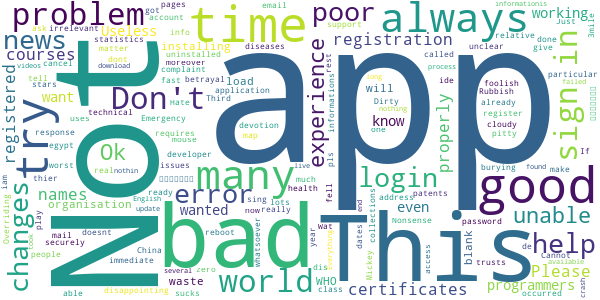 problem
time
always
poor
news
Useless
installing
working
courses
registration
app
Not
try
Don't
experience
sign in
many
Ok
login
know
properly
good
error
names
organisation
wanted
changes
bad
This
unable
help
world
WHO
waste
certificates
even
blank
Please
programmers
want
registered
load
application
will
Dirty
one
foolish
Rubbish
already
register
cloudy
pitty
burying
If
particular
relative
unclear
called
process
email
support
Just
done
give
3mile
informationis
got
pages
account
info
ask
irrelevant
statistics
matter
dont
download
videos
cancel
tell
stars
diseases
uninstalled
moreover
complaint
fast
betrayal
Hate
Third
technical
uses
Emergency
requires
mouse
developer
issues
devotion
map
response
egypt
worst
real
nothin
iam
thier
ready
English
update
health
much
live
sing
lots
now
really
year
fell
pls
rest
informations
ide
nothing
address
patents
collections
Nonsense
password
access
trusts
Mickey
dates
end
wat
dis
class
everything
zero
whatsoever
reboot
China
immediate
several
sucks
disappointing
mail
securely
doesnt
people
able
play
Overriding
took
found
make
failed
de
Cannot
occurred
available
crash